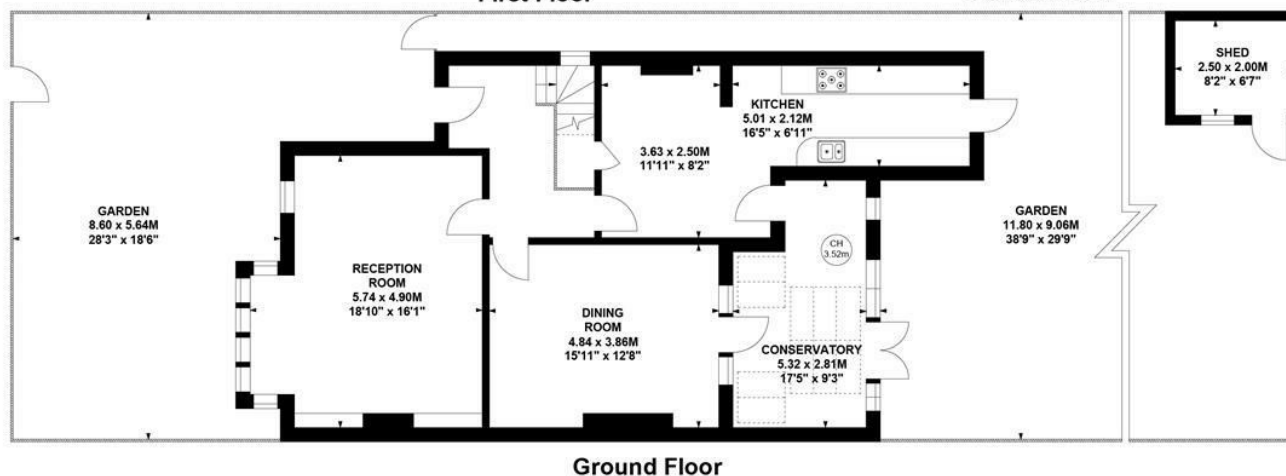 First Floor
SHED
2.50 x 2.00M
8'2" x 6'7"
KITCHEN
5.01 x 2.12M
16'5" x 6'11"
3.63 x 2.50M
11'11" x 8'2"
GARDEN
8.60 x 5.64M
28'3" x 18'6"
GARDEN
11.80 x 9.06M
38'9" x 29'9"
CH
3.52m
RECEPTION
ROOM
5.74 x 4.90M
18'10" x 16'1"
DINING
ROOM
4.84 x 3.86M
15'11" x 12'8"
CONSERVATORY
5.32 x 2.81M
17'5" x 9'3"
Ground Floor